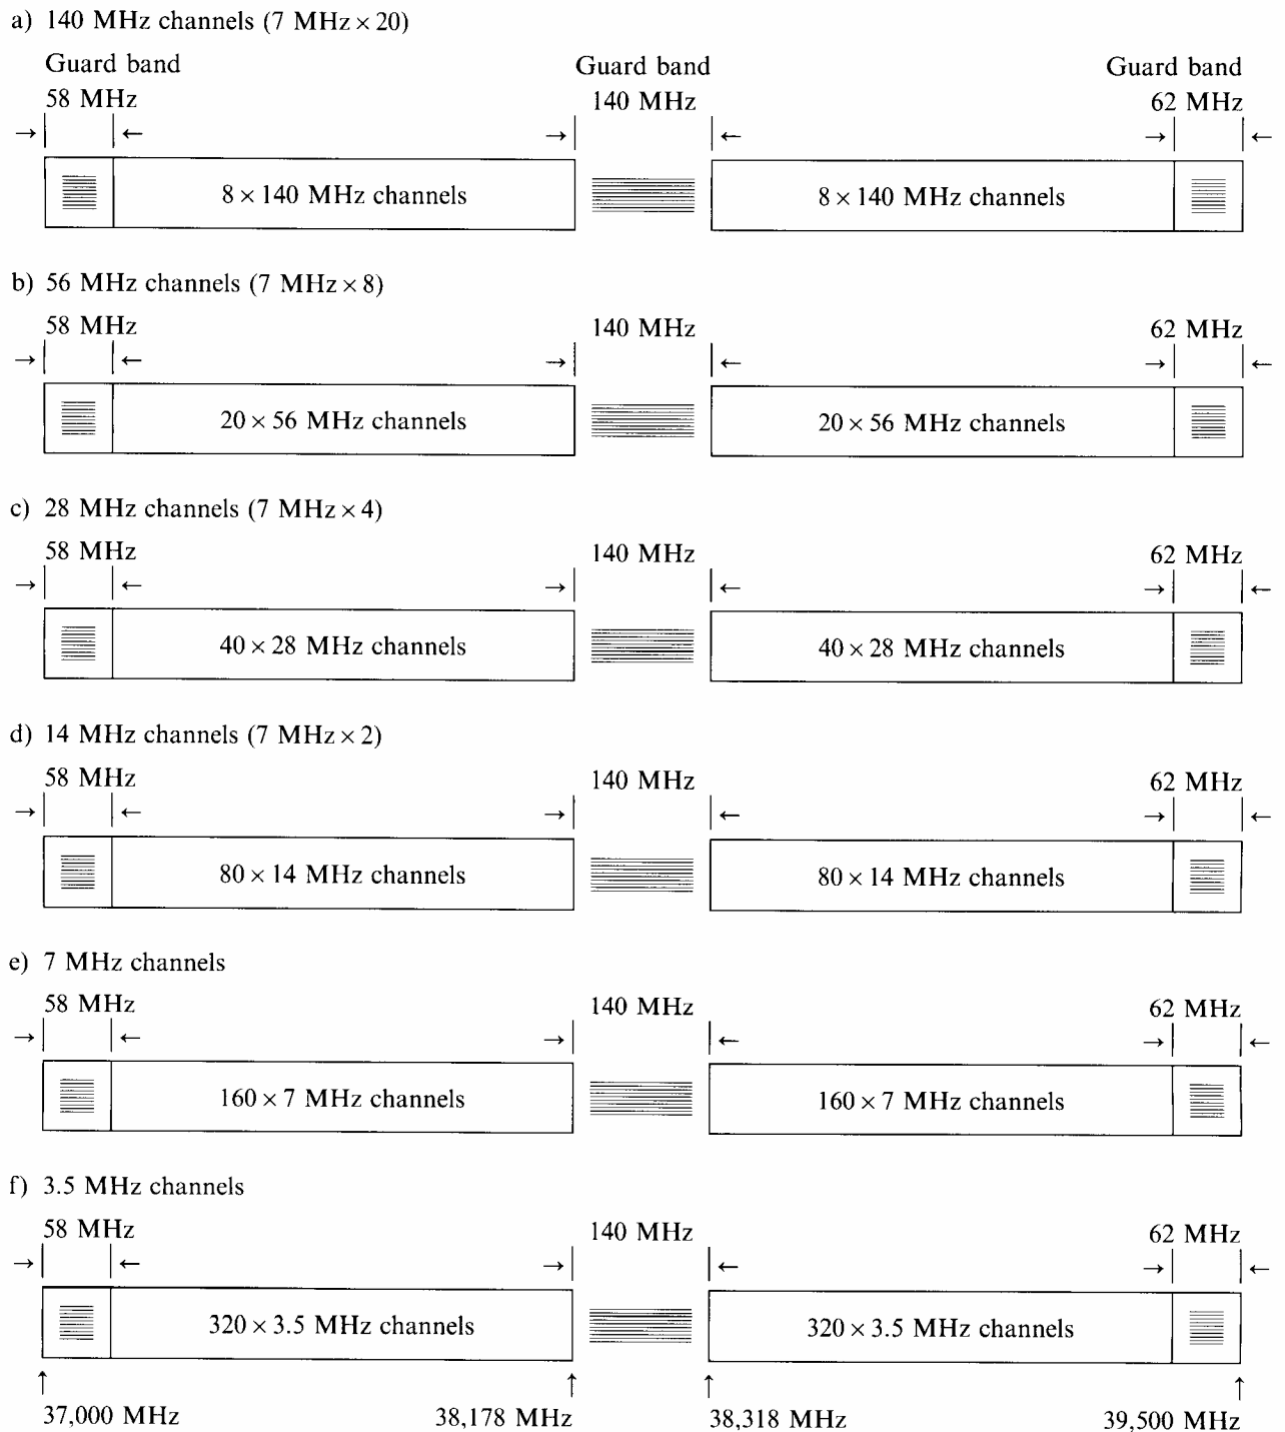 a) 140 MHz channels (7 MHz × 20)
Guard band Guard band Guard band
58 MHz 140 MHz 62 MHz
→ ← → ← → ←
8 × 140 MHz channels 8 × 140 MHz channels
b) 56 MHz channels (7 MHz × 8)
58 MHz 140 MHz 62 MHz
→ ← → ← → ←
20 × 56 MHz channels 20 × 56 MHz channels
c) 28 MHz channels (7 MHz × 4)
58 MHz 140 MHz 62 MHz
→ ← → ← → ←
40 × 28 MHz channels 40 × 28 MHz channels
d) 14 MHz channels (7 MHz × 2)
58 MHz 140 MHz 62 MHz
→ ← → ← → ←
80 × 14 MHz channels 80 × 14 MHz channels
e) 7 MHz channels
58 MHz 140 MHz 62 MHz
→ ← → ← → ←
160 × 7 MHz channels 160 × 7 MHz channels
f) 3.5 MHz channels
58 MHz 140 MHz 62 MHz
→ ← → ← → ←
320 × 3.5 MHz channels 320 × 3.5 MHz channels
↑ ↑ ↑ ↑
37,000 MHz 38,178 MHz 38,318 MHz 39,500 MHz